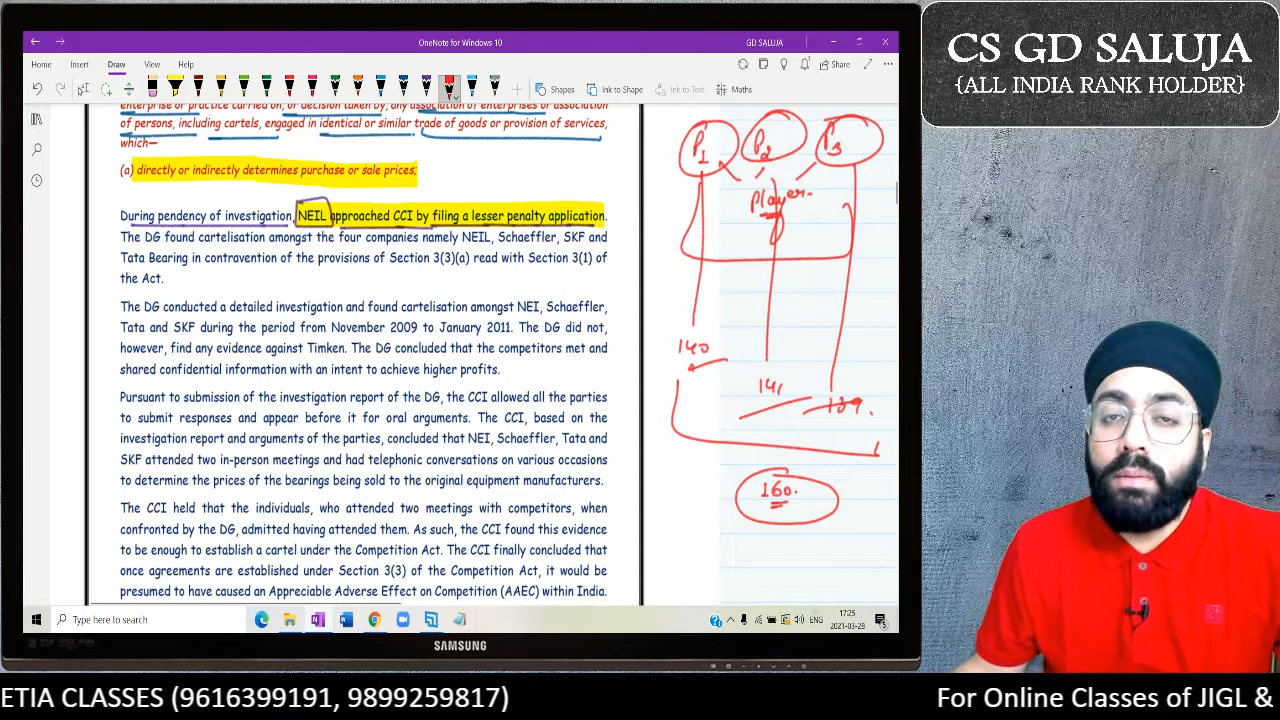 OneNote for Windows 10
GD SALUJA
Home Insert Draw View Help
Share
Shapes Ink to Shape Ink to Text Maths
enterprise or practice carried on, or decision taken by, any association of enterprises or association
of persons, including cartels, engaged in identical or similar trade of goods or provision of services,
which—
(a) directly or indirectly determines purchase or sale prices;
During pendency of investigation, NEIL approached CCI by filing a lesser penalty application.
The DG found cartelisation amongst the four companies namely NEIL, Schaeffler, SKF and
Tata Bearing in contravention of the provisions of Section 3(3)(a) read with Section 3(1) of
the Act.
The DG conducted a detailed investigation and found cartelisation amongst NEI, Schaeffler,
Tata and SKF during the period from November 2009 to January 2011. The DG did not,
however, find any evidence against Timken. The DG concluded that the competitors met and
shared confidential information with an intent to achieve higher profits.
Pursuant to submission of the investigation report of the DG, the CCI allowed all the parties
to submit responses and appear before it for oral arguments. The CCI, based on the
investigation report and arguments of the parties, concluded that NEI, Schaeffler, Tata and
SKF attended two in-person meetings and had telephonic conversations on various occasions
to determine the prices of the bearings being sold to the original equipment manufacturers.
The CCI held that the individuals, who attended two meetings with competitors, when
confronted by the DG, admitted having attended them. As such, the CCI found this evidence
to be enough to establish a cartel under the Competition Act. The CCI finally concluded that
once agreements are established under Section 3(3) of the Competition Act, it would be
presumed to have caused an Appreciable Adverse Effect on Competition (AAEC) within India.
P1 P2 P3
Player
140
141
139.
160.
Type here to search
ENG
17:25
2021-03-28
SAMSUNG
CS GD SALUJA
{ALL INDIA RANK HOLDER}
ETIA CLASSES (9616399191, 9899259817)
For Online Classes of JIGL &